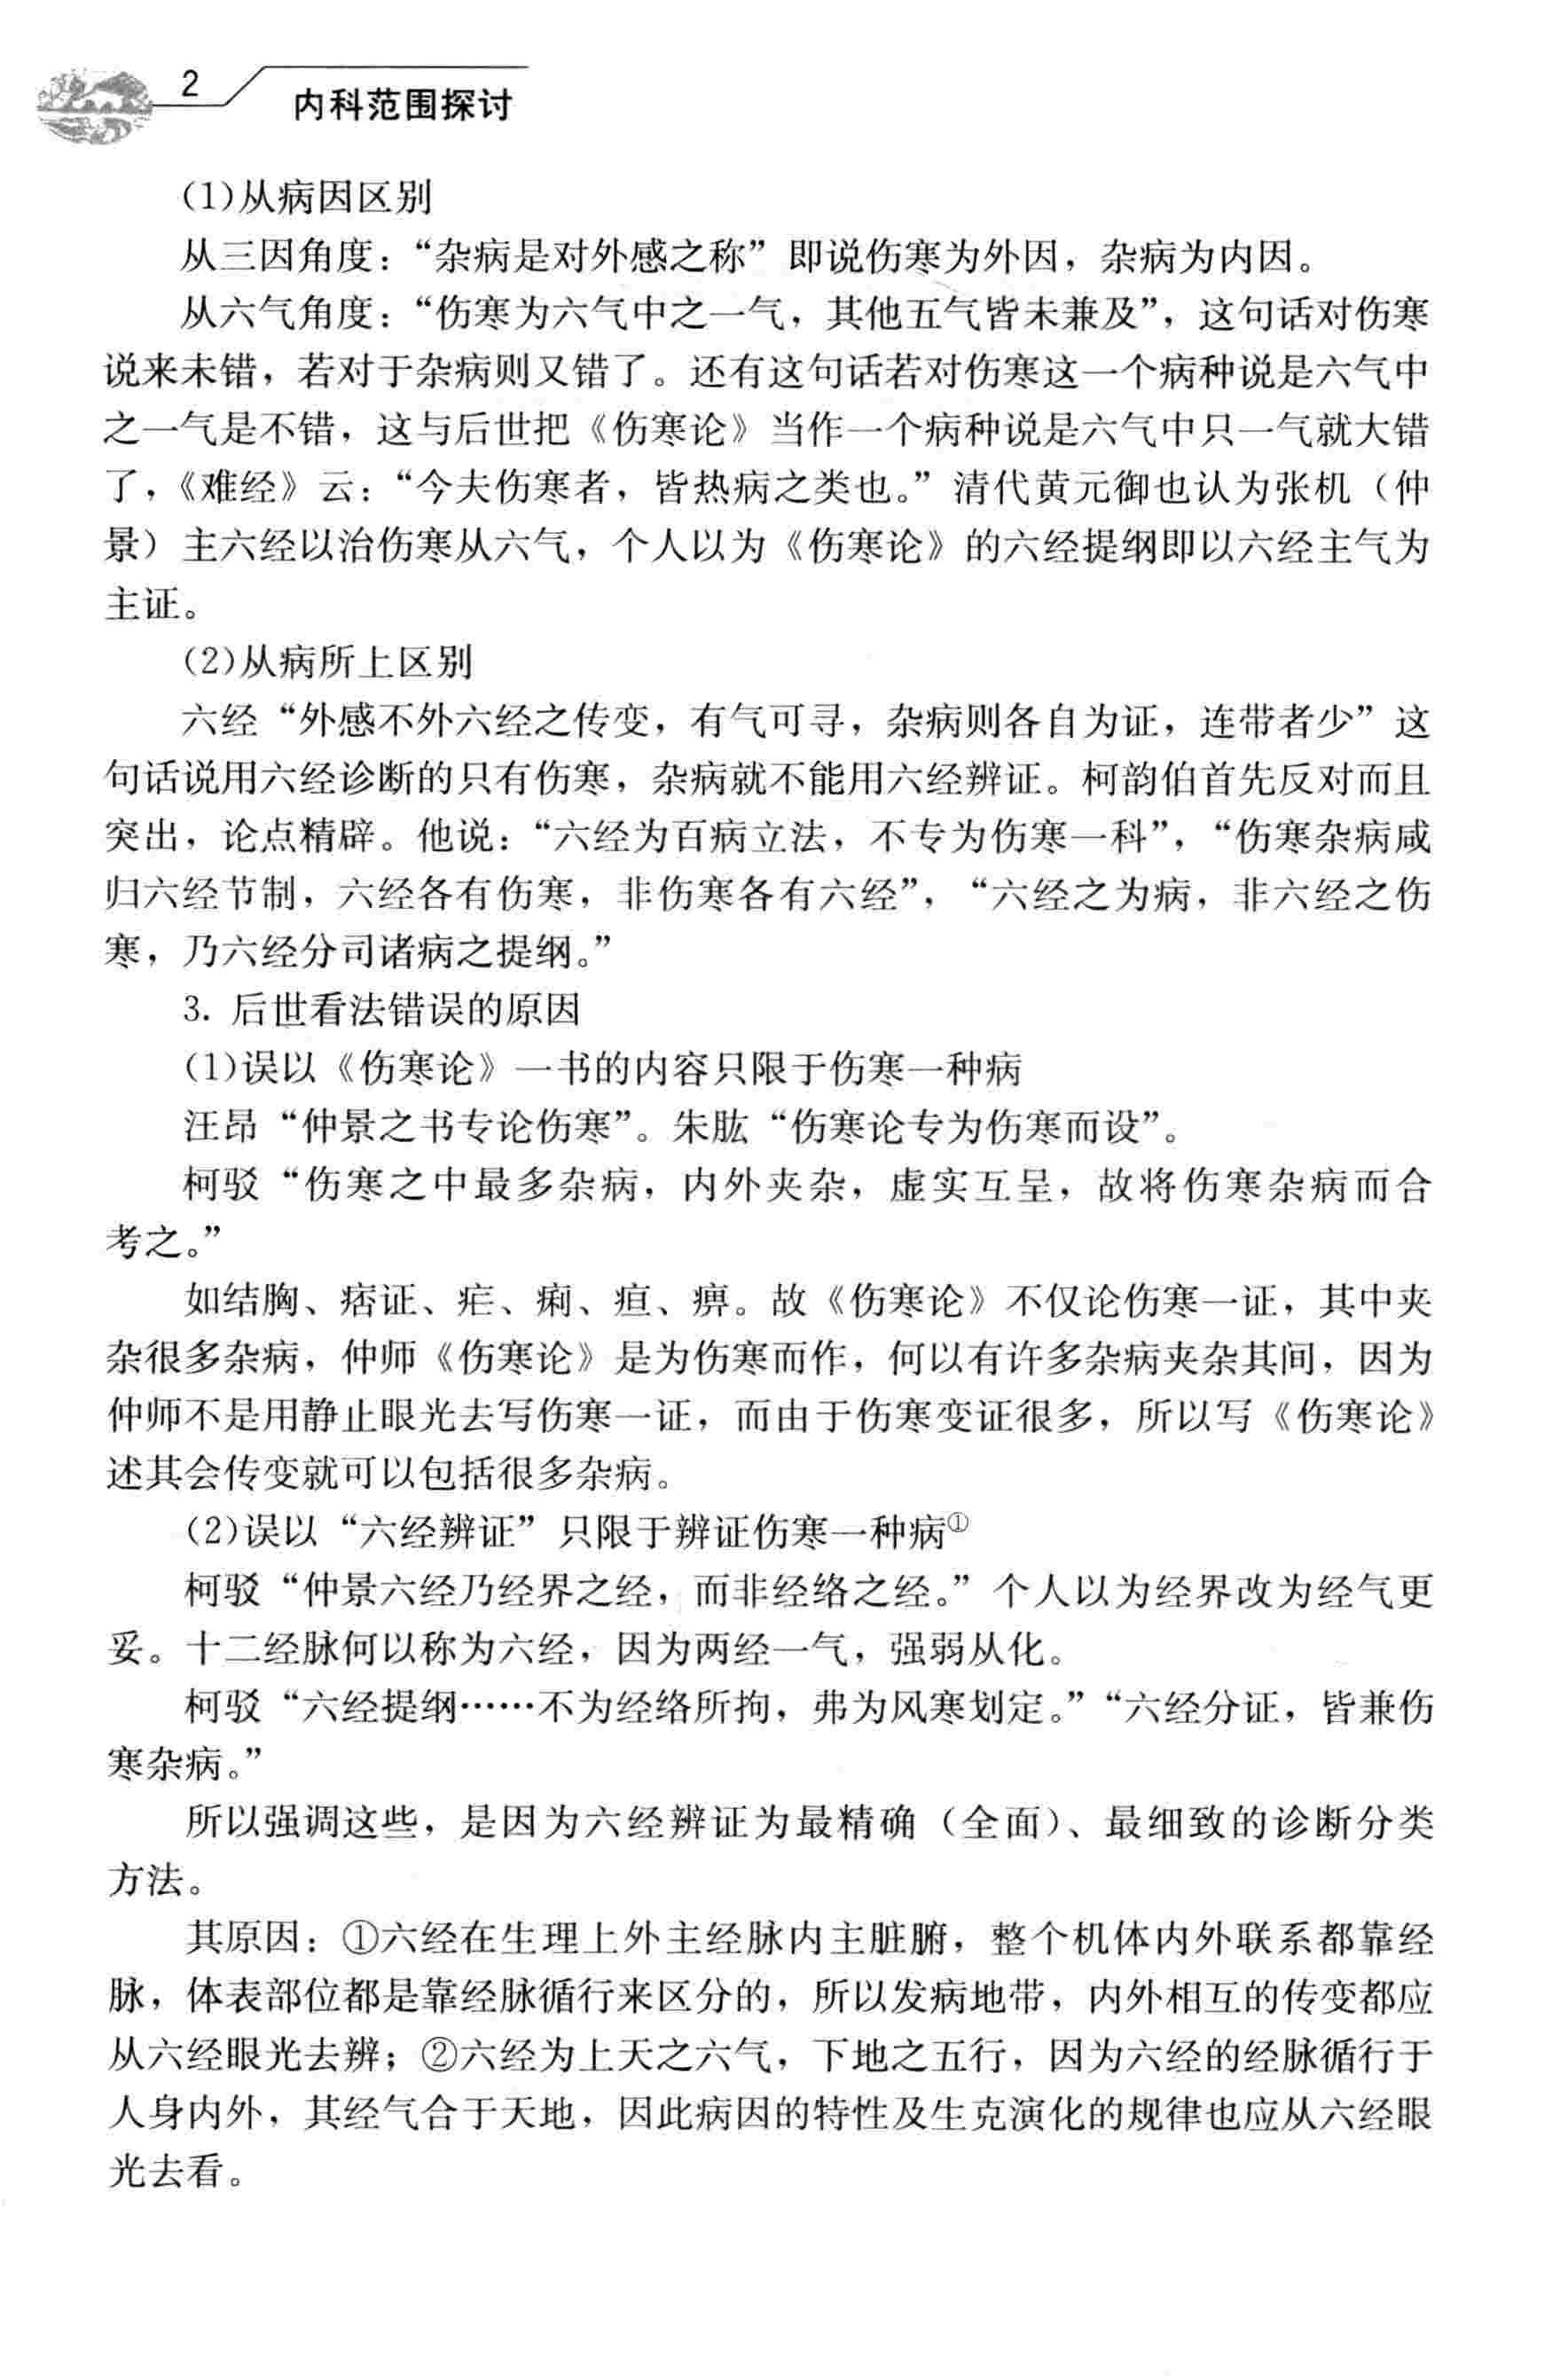 2
内科范围探讨
(1)从病因区别
从三因角度：“杂病是对外感之称”即说伤寒为外因，杂病为内因。
从六气角度：“伤寒为六气中之一气，其他五气皆未兼及”，这句话对伤寒
说来未错，若对于杂病则又错了。还有这句话若对伤寒这一个病种说是六气中
之一气是不错，这与后世把《伤寒论》当作一个病种说是六气中只一气就大错
了，《难经》云：“今夫伤寒者，皆热病之类也。”清代黄元御也认为张机（仲
景）主六经以治伤寒从六气，个人以为《伤寒论》的六经提纲即以六经主气为
主证。
(2)从病所上区别
六经“外感不外六经之传变，有气可寻，杂病则各自为证，连带者少”这
句话说用六经诊断的只有伤寒，杂病就不能用六经辨证。柯韵伯首先反对而且
突出，论点精辟。他说：“六经为百病立法，不专为伤寒一科”，“伤寒杂病咸
归六经节制，六经各有伤寒，非伤寒各有六经”，“六经之为病，非六经之伤
寒，乃六经分司诸病之提纲。”
3. 后世看法错误的原因
(1)误以《伤寒论》一书的内容只限于伤寒一种病
汪昂“仲景之书专论伤寒”。朱肱“伤寒论专为伤寒而设”。
柯驳“伤寒之中最多杂病，内外夹杂，虚实互呈，故将伤寒杂病而合
考之。”
如结胸、痞证、疟、痢、疸、痹。故《伤寒论》不仅论伤寒一证，其中夹
杂很多杂病，仲师《伤寒论》是为伤寒而作，何以有许多杂病夹杂其间，因为
仲师不是用静止眼光去写伤寒一证，而由于伤寒变证很多，所以写《伤寒论》
述其会传变就可以包括很多杂病。
(2)误以“六经辨证”只限于辨证伤寒一种病①
柯驳“仲景六经乃经界之经，而非经络之经。”个人以为经界改为经气更
妥。十二经脉何以称为六经，因为两经一气，强弱从化。
柯驳“六经提纲……不为经络所拘，弗为风寒划定。”“六经分证，皆兼伤
寒杂病。”
所以强调这些，是因为六经辨证为最精确（全面）、最细致的诊断分类
方法。
其原因：①六经在生理上外主经脉内主脏腑，整个机体内外联系都靠经
脉，体表部位都是靠经脉循行来区分的，所以发病地带，内外相互的传变都应
从六经眼光去辨；②六经为上天之六气，下地之五行，因为六经的经脉循行于
人身内外，其经气合于天地，因此病因的特性及生克演化的规律也应从六经眼
光去看。